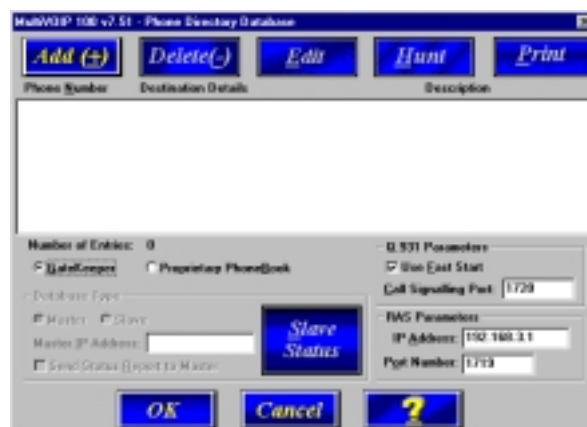 MultiVOIP 100 v7.51 - Phone Directory Database
Add (+) Delete(-) Edit Hunt Print
Phone Number Destination Details Description
Number of Entries: 0
GateKeeper Proprietary PhoneBook
Database Type
Master Slave
Master IP Address:
Send Status Report to Master
Slave Status
Q.931 Parameters
Use Fast Start
Call Signalling Port: 1720
RAS Parameters
IP Address: 192.168.3.1
Port Number: 1719
OK Cancel ?